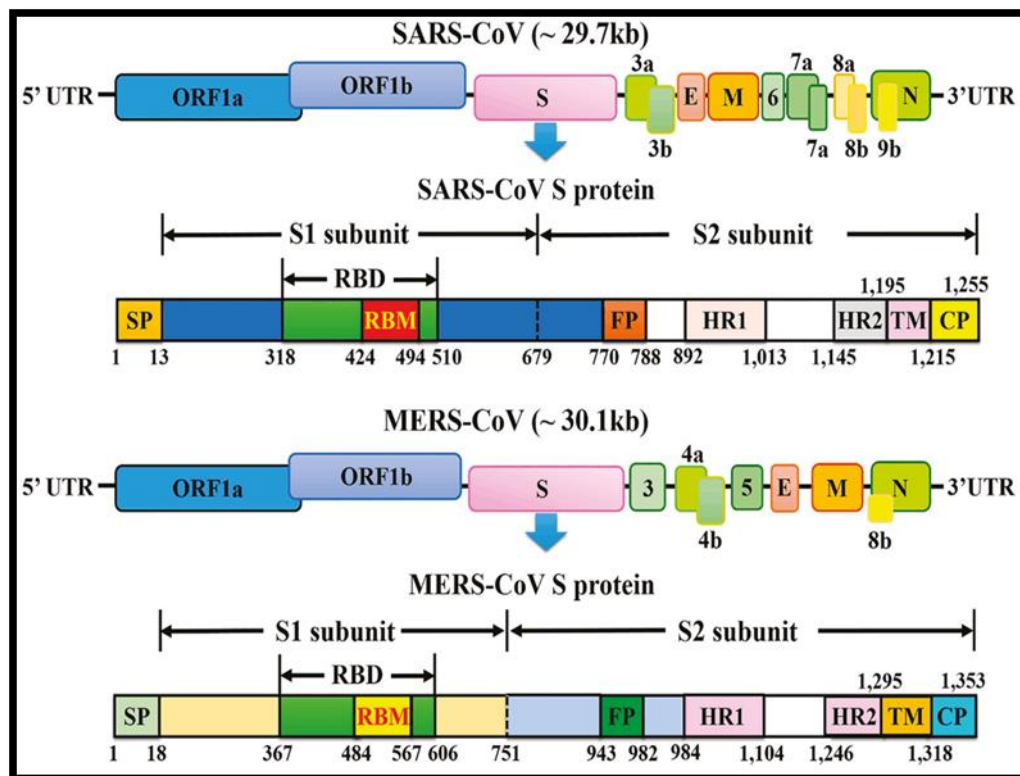 SARS-CoV (~ 29.7kb)
3a 7a 8a
5' UTR ORF1a ORF1b S E M 6 N 3'UTR
3b 7a 8b 9b
SARS-CoV S protein
S1 subunit S2 subunit
RBD 1,195 1,255
SP RBM FP HR1 HR2 TM CP
1 13 318 424 494 510 679 770 788 892 1,013 1,145 1,215
MERS-CoV (~ 30.1kb)
4a
5' UTR ORF1a ORF1b S 3 5 E M N 3'UTR
4b 8b
MERS-CoV S protein
S1 subunit S2 subunit
RBD 1,295 1,353
SP RBM FP HR1 HR2 TM CP
1 18 367 484 567 606 751 943 982 984 1,104 1,246 1,318